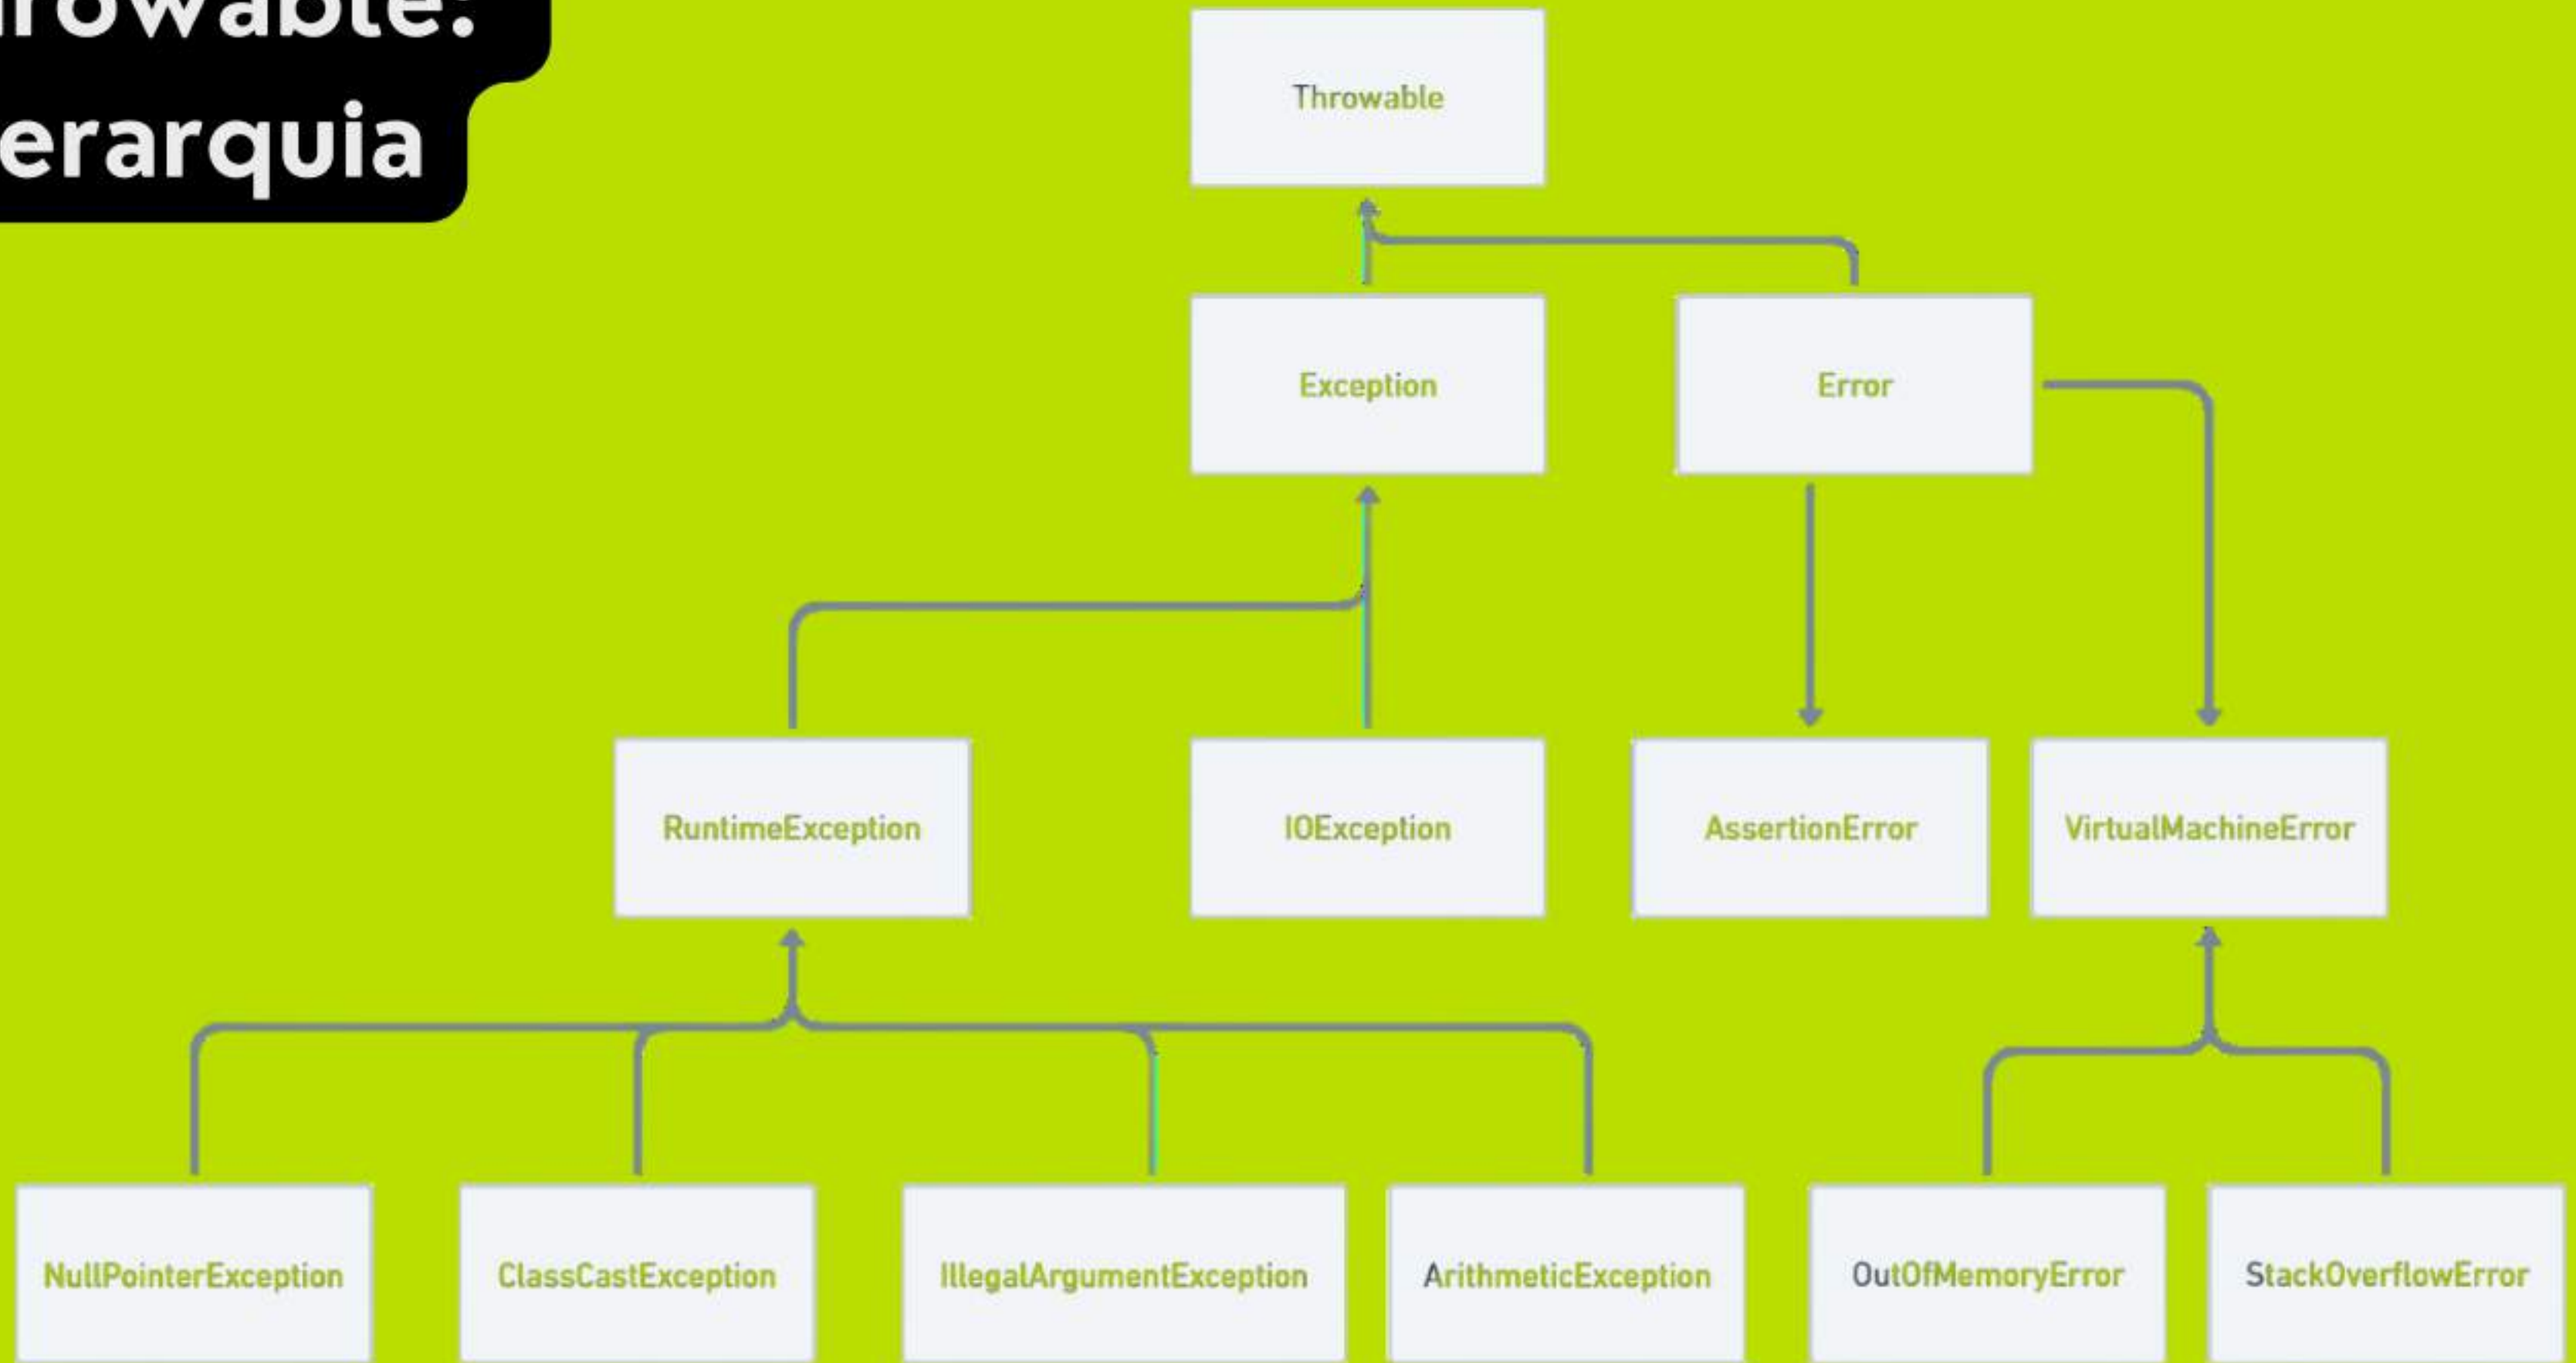 rowable:
erarquia
Throwable
Exception
Error
RuntimeException
IOException
AssertionError
VirtualMachineError
NullPointerException
ClassCastException
IllegalArgumentException
ArithmeticException
OutOfMemoryError
StackOverflowError